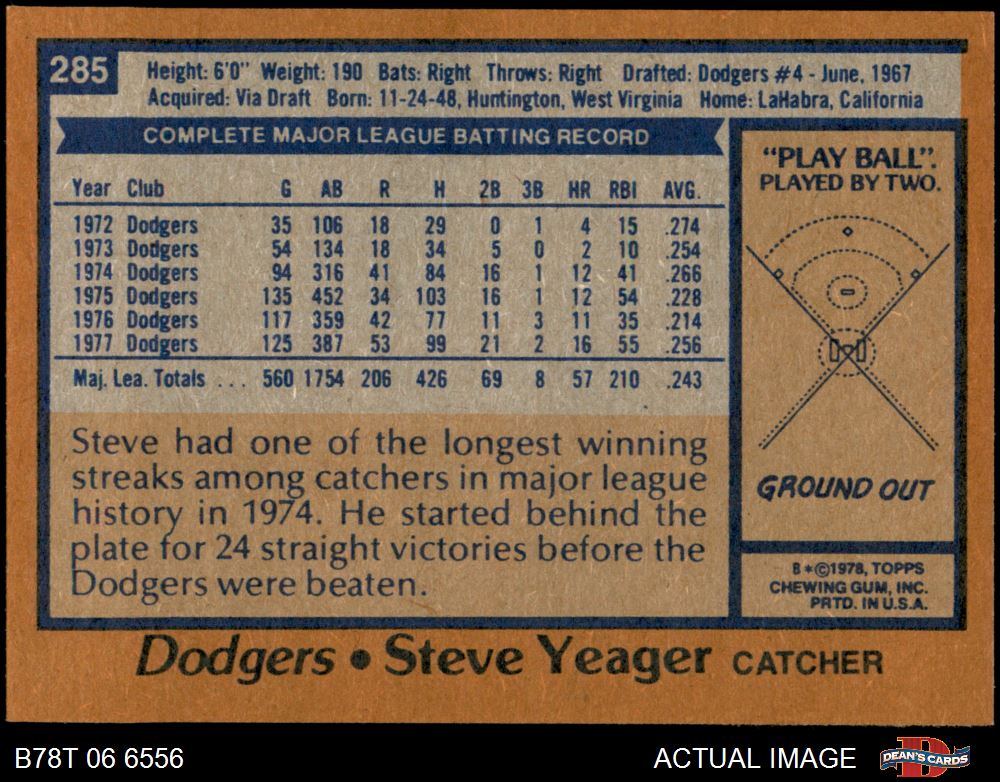 285
Height: 6'0" Weight: 190 Bats: Right Throws: Right Drafted: Dodgers #4 - June, 1967
Acquired: Via Draft Born: 11-24-48, Huntington, West Virginia Home: LaHabra, California
COMPLETE MAJOR LEAGUE BATTING RECORD
Year Club G AB R H 2B 3B HR RBI AVG.
1972 Dodgers 35 106 18 29 0 1 4 15 .274
1973 Dodgers 54 134 18 34 5 0 2 10 .254
1974 Dodgers 94 316 41 84 16 1 12 41 .266
1975 Dodgers 135 452 34 103 16 1 12 54 .228
1976 Dodgers 117 359 42 77 11 3 11 35 .214
1977 Dodgers 125 387 53 99 21 2 16 55 .256
Maj. Lea. Totals ... 560 1754 206 426 69 8 57 210 .243
Steve had one of the longest winning
streaks among catchers in major league
history in 1974. He started behind the
plate for 24 straight victories before the
Dodgers were beaten.
"PLAY BALL".
PLAYED BY TWO.
GROUND OUT
B*©1978, TOPPS
CHEWING GUM, INC.
PRTD. IN U.S.A.
Dodgers • Steve Yeager CATCHER
B78T 06 6556
ACTUAL IMAGE
DEAN'S CARDS